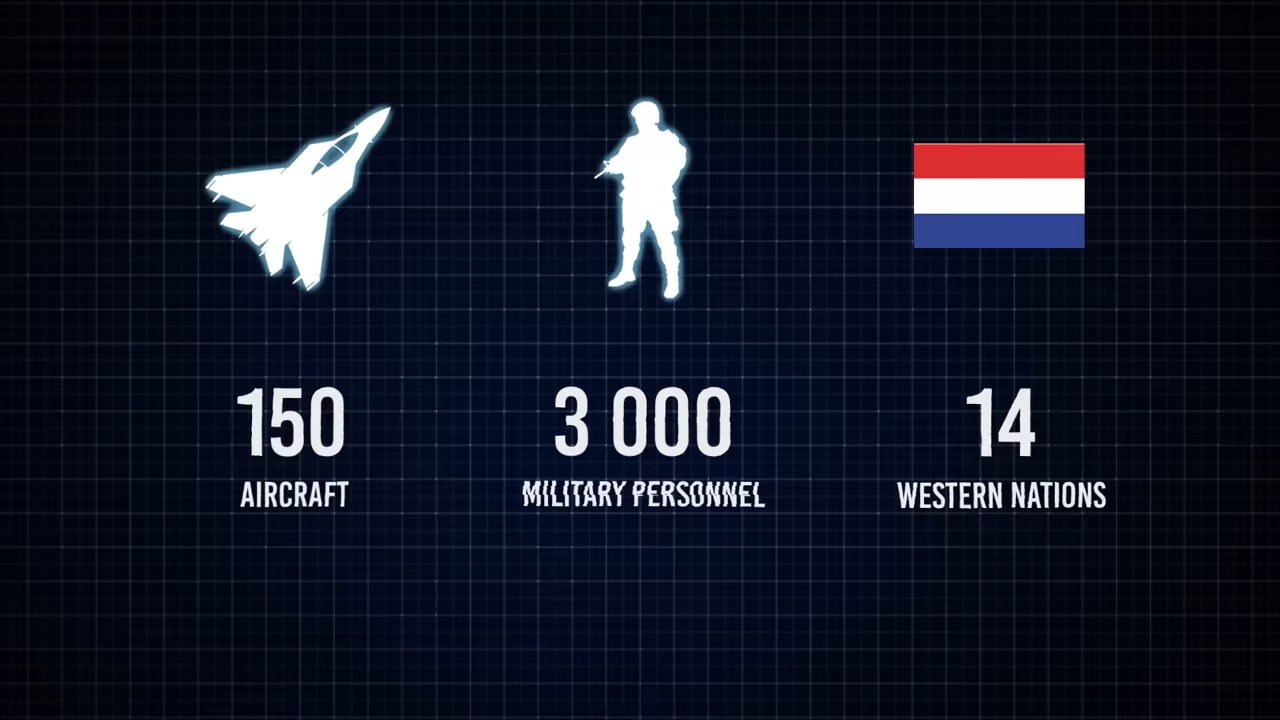 150
AIRCRAFT
3 000
MILITARY PERSONNEL
14
WESTERN NATIONS